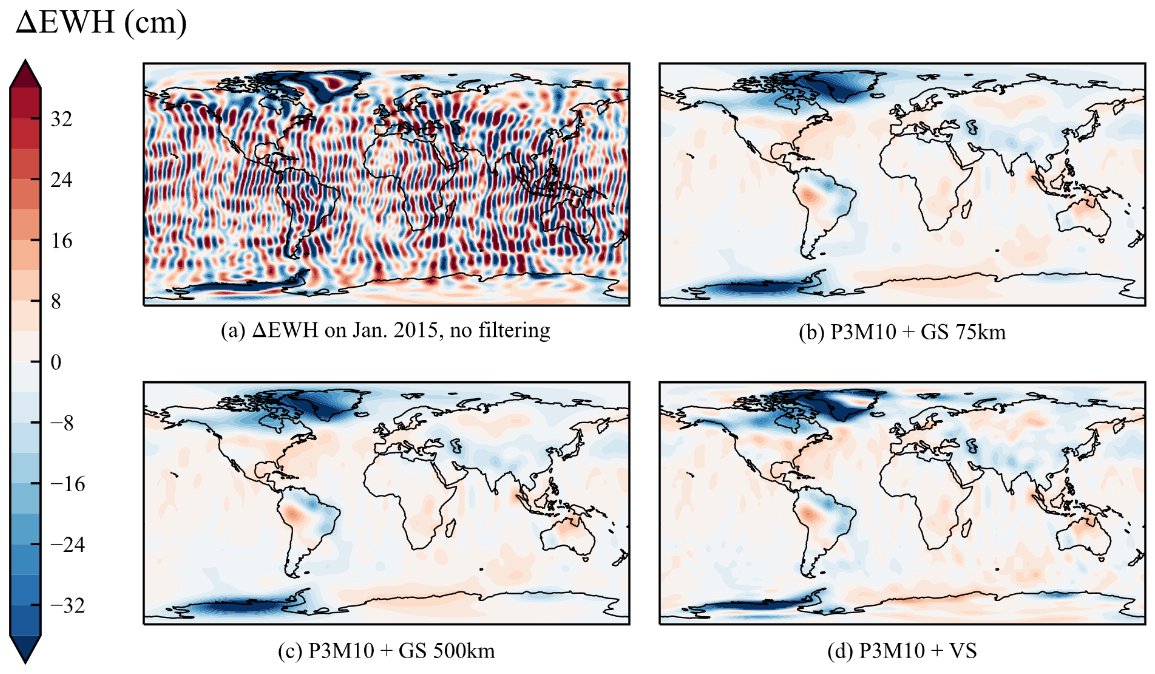 ΔEWH (cm)
32
24
16
8
0
−8
−16
−24
−32
(a) ΔEWH on Jan. 2015, no filtering
(b) P3M10 + GS 75km
(c) P3M10 + GS 500km
(d) P3M10 + VS